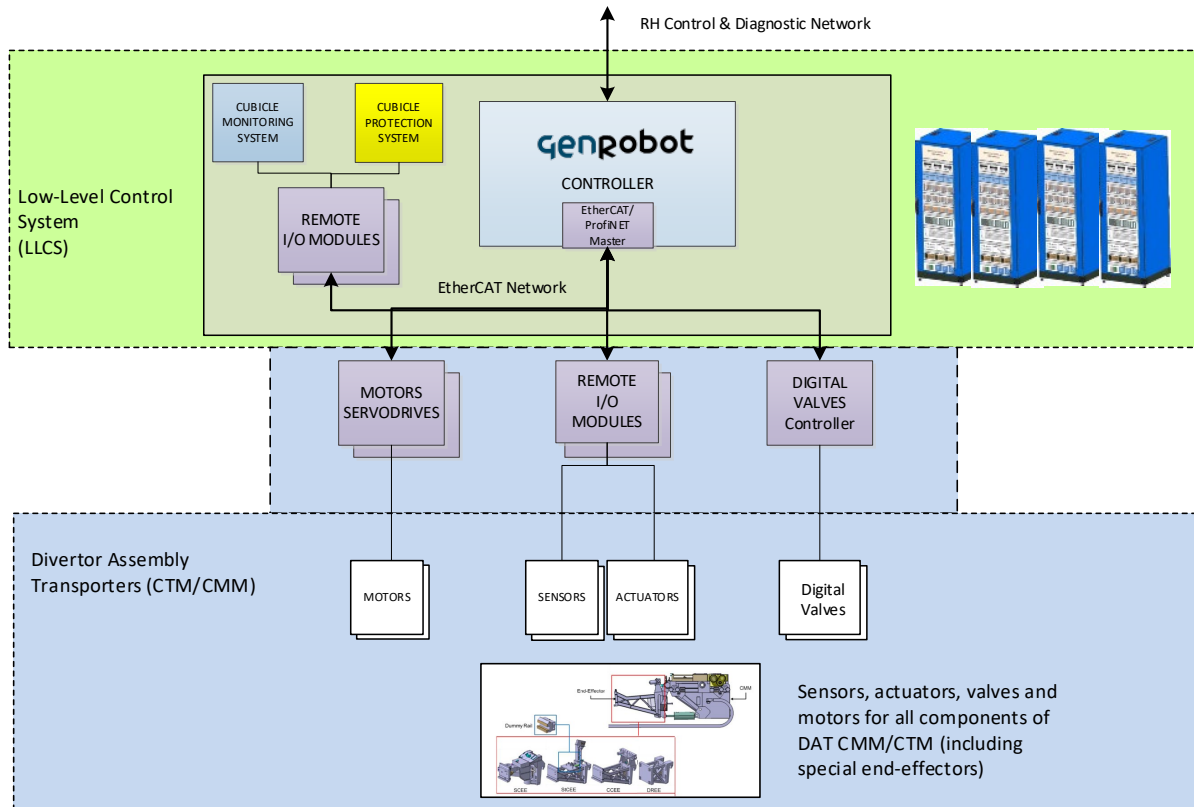 RH Control & Diagnostic Network
CUBICLE
MONITORING
SYSTEM
CUBICLE
PROTECTION
SYSTEM
genRobot
CONTROLLER
EtherCAT/
ProfiNET
Master
REMOTE
I/O MODULES
Low-Level Control
System
(LLCS)
EtherCAT Network
MOTORS
SERVODRIVES
REMOTE
I/O
MODULES
DIGITAL
VALVES
Controller
Divertor Assembly
Transporters (CTM/CMM)
MOTORS
SENSORS
ACTUATORS
Digital
Valves
End-Effector
CMM
Dummy Rail
SCEE
SICEE
CCEE
DREE
Sensors, actuators, valves and
motors for all components of
DAT CMM/CTM (including
special end-effectors)